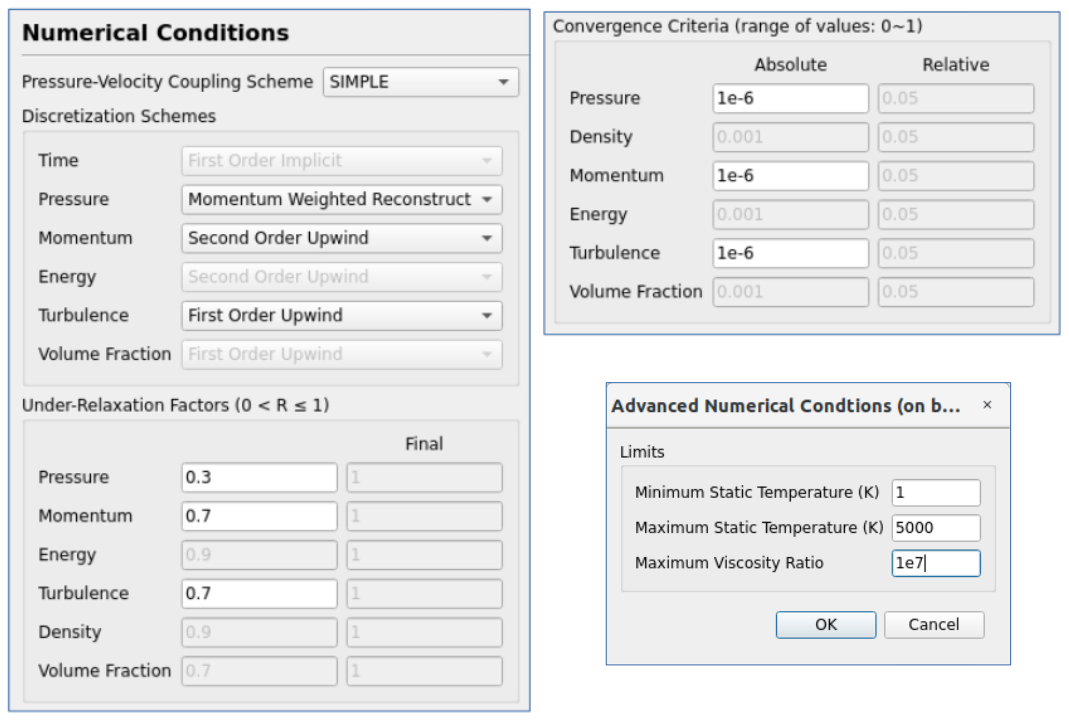 Numerical Conditions
Pressure-Velocity Coupling Scheme SIMPLE
Discretization Schemes
Time First Order Implicit
Pressure Momentum Weighted Reconstruct
Momentum Second Order Upwind
Energy Second Order Upwind
Turbulence First Order Upwind
Volume Fraction First Order Upwind
Under-Relaxation Factors (0 < R ≤ 1)
Final
Pressure 0.3 1
Momentum 0.7 1
Energy 0.9 1
Turbulence 0.7 1
Density 0.9 1
Volume Fraction 0.7 1
Convergence Criteria (range of values: 0~1)
Absolute Relative
Pressure 1e-6 0.05
Density 0.001 0.05
Momentum 1e-6 0.05
Energy 0.001 0.05
Turbulence 1e-6 0.05
Volume Fraction 0.001 0.05
Advanced Numerical Condtions (on b... ×
Limits
Minimum Static Temperature (K) 1
Maximum Static Temperature (K) 5000
Maximum Viscosity Ratio 1e7
OK Cancel